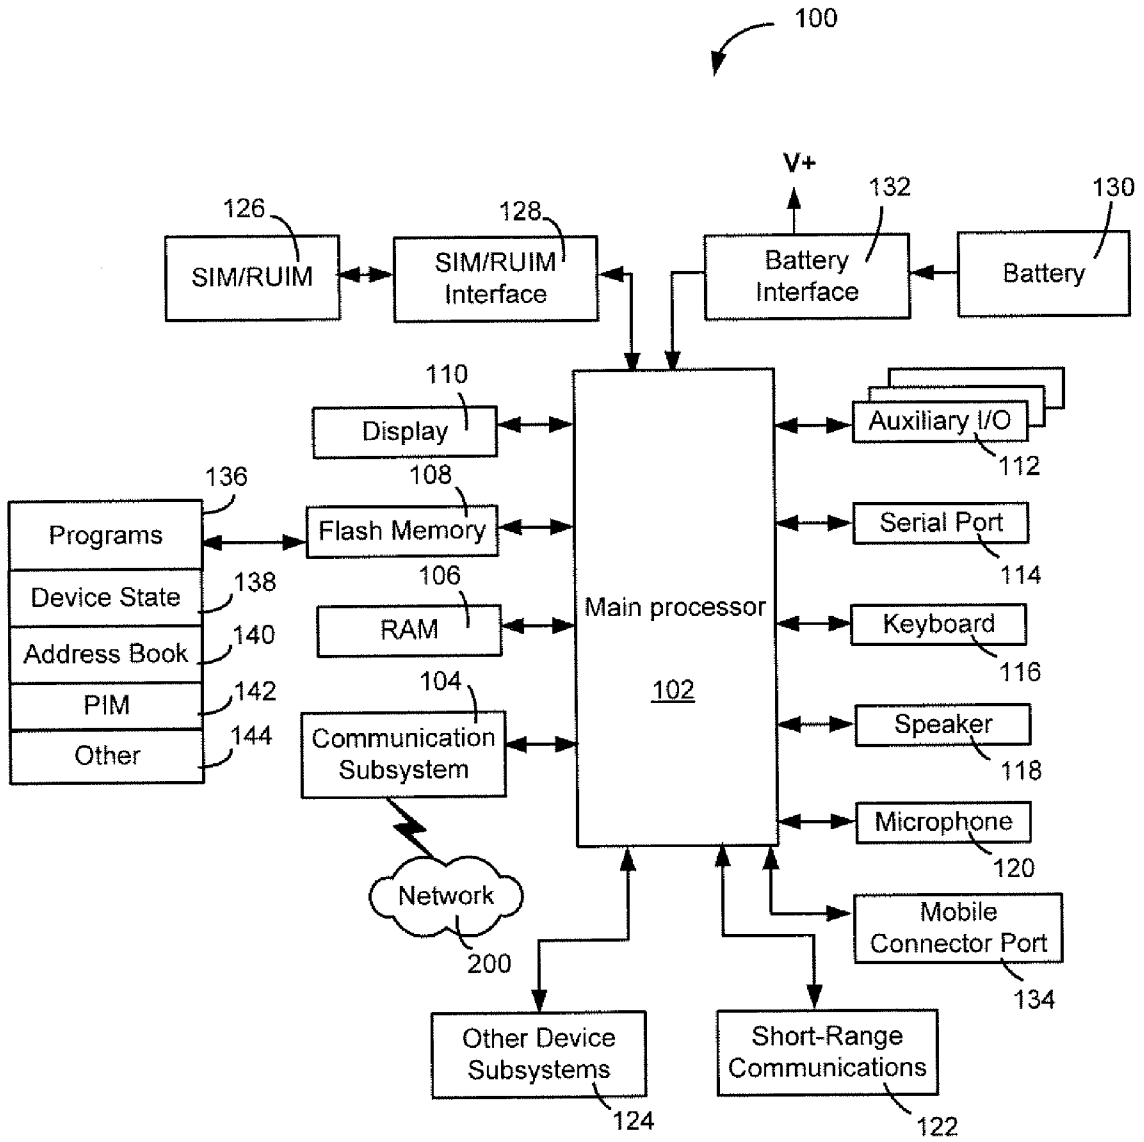 100
V+
126
128
132
130
SIM/RUIM
SIM/RUIM
Interface
Battery
Interface
Battery
110
Display
Auxiliary I/O
112
136
108
Programs
Flash Memory
Serial Port
114
138
Device State
106
RAM
Main processor
102
Keyboard
116
140
Address Book
142
PIM
104
Communication
Subsystem
Speaker
118
144
Other
Microphone
120
Network
200
Mobile
Connector Port
134
Other Device
Subsystems
124
Short-Range
Communications
122